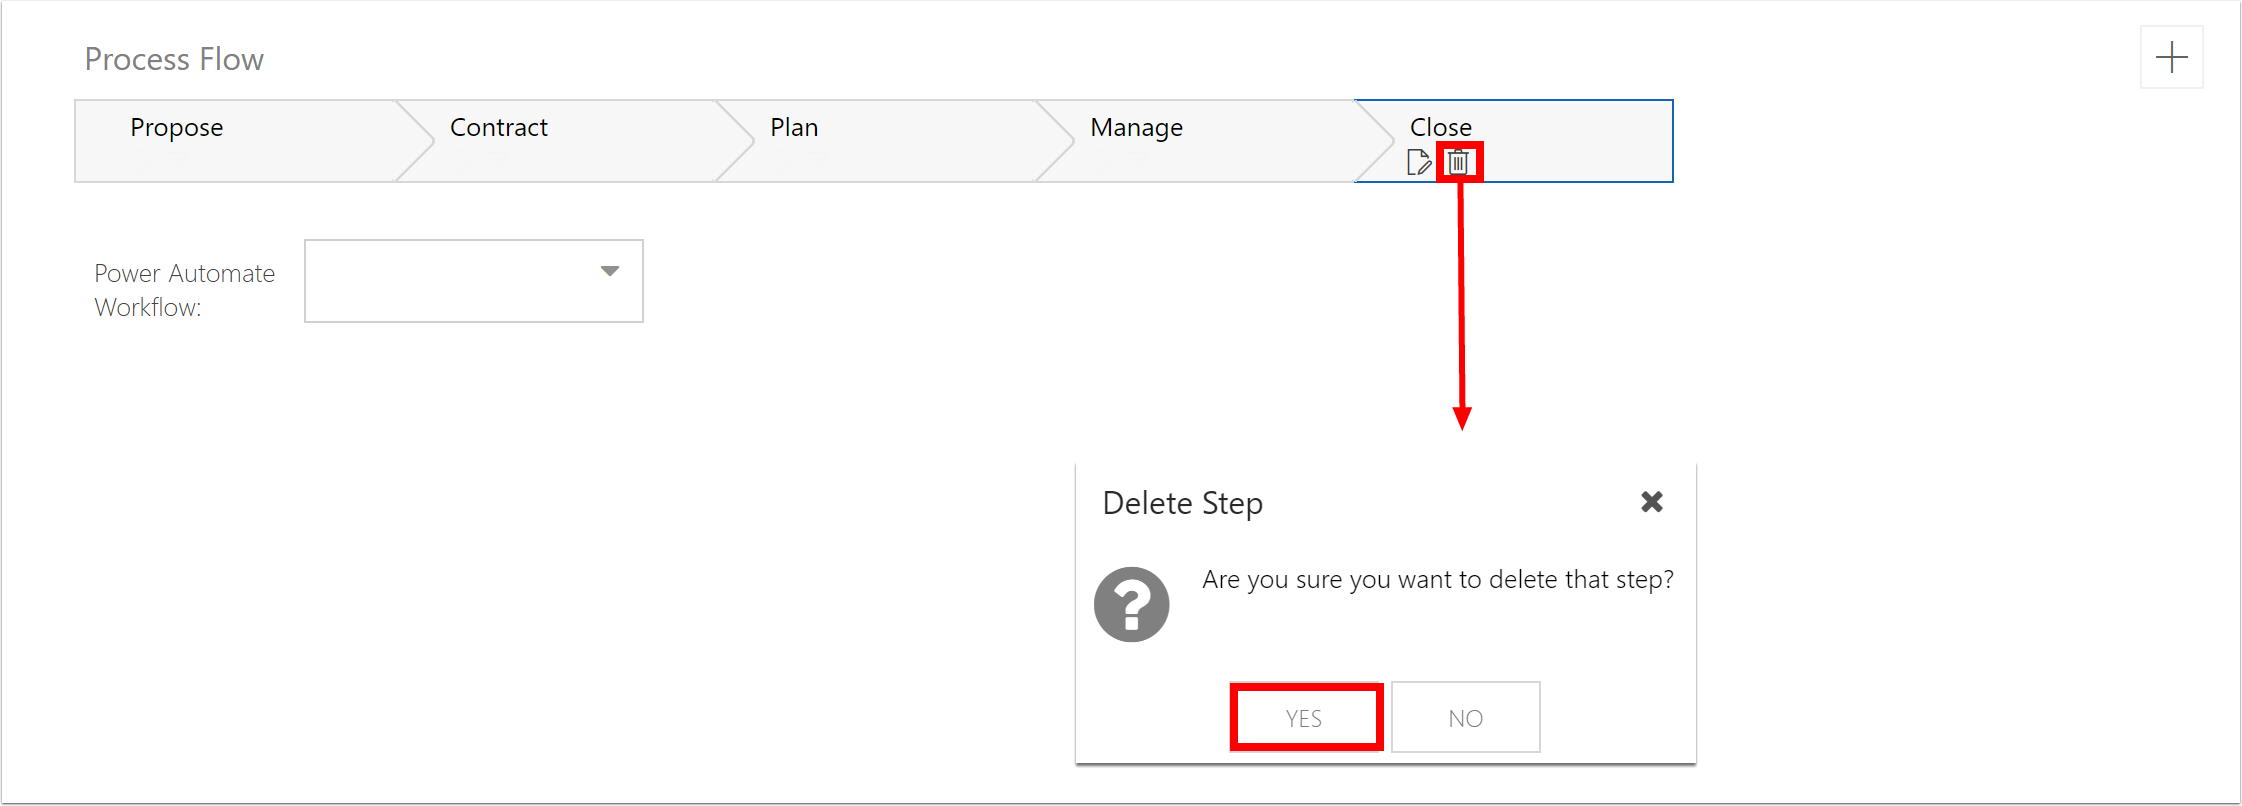 Process Flow
Propose
Contract
Plan
Manage
Close
Power Automate
Workflow:
Delete Step
Are you sure you want to delete that step?
YES
NO